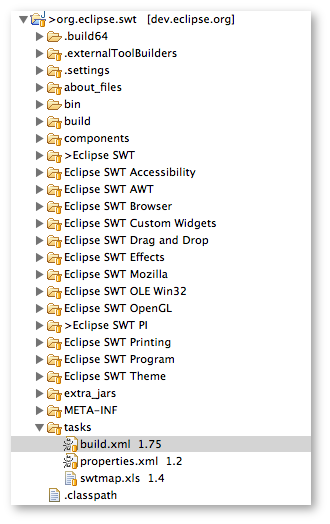 >org.eclipse.swt [dev.eclipse.org]
.build64
.externalToolBuilders
.settings
about_files
bin
build
components
>Eclipse SWT
Eclipse SWT Accessibility
Eclipse SWT AWT
Eclipse SWT Browser
Eclipse SWT Custom Widgets
Eclipse SWT Drag and Drop
Eclipse SWT Effects
Eclipse SWT Mozilla
Eclipse SWT OLE Win32
Eclipse SWT OpenGL
>Eclipse SWT PI
Eclipse SWT Printing
Eclipse SWT Program
Eclipse SWT Theme
extra_jars
META-INF
tasks
build.xml 1.75
properties.xml 1.2
swtmap.xls 1.4
.classpath